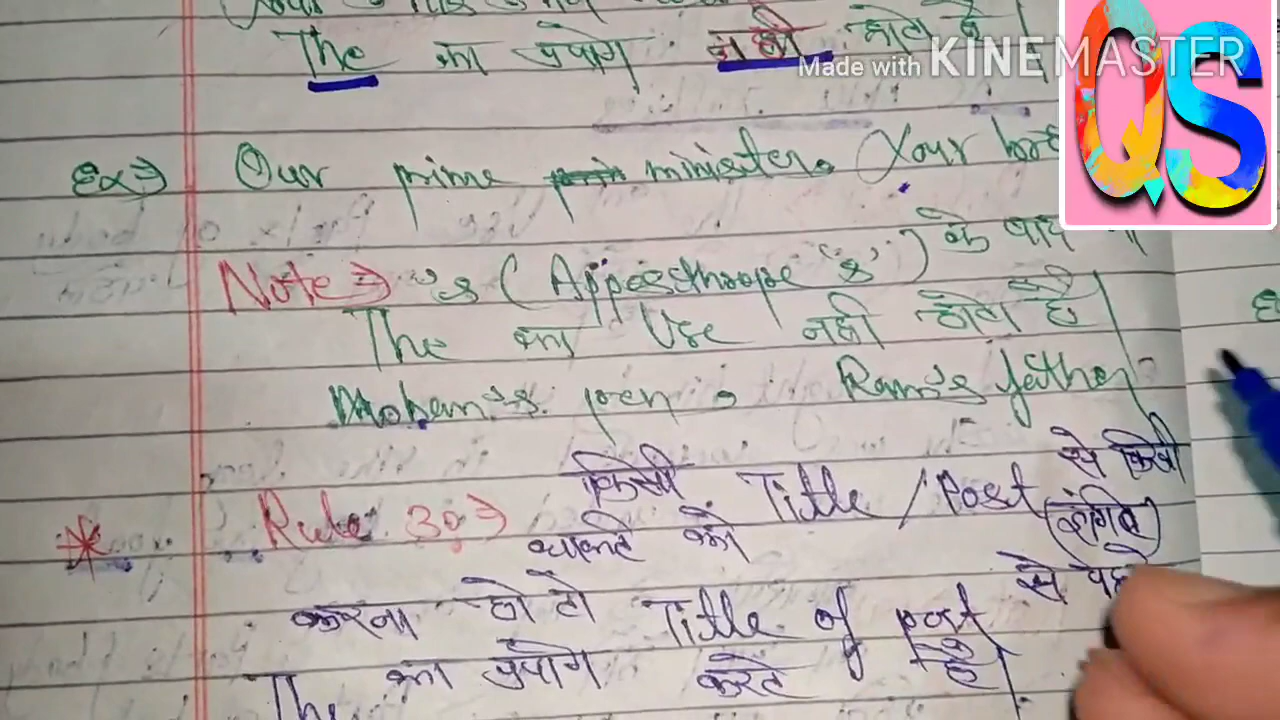 The का प्रयोग नही होता है|
Made with KINEMASTER
QS
Ex⇒ Our prime minister. Your
Note⇒ 's (Appesthrope 's') के बाद
The का Use नही होता है|
Mohan's pen. Ram's father
Rule 30⇒ किसी Title / Post से किसी
व्यक्ति को (संबोधि)
करना हो तो Title of post से पहले
The का प्रयोग करते है|